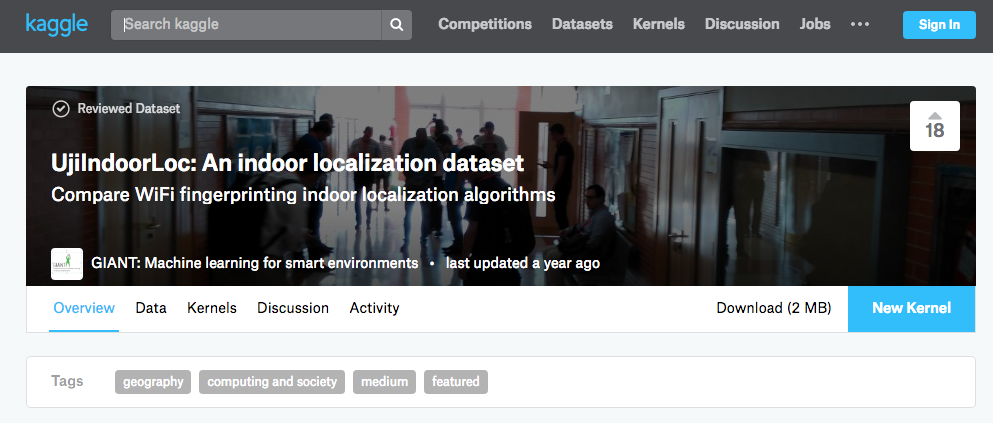 kaggle Search kaggle Competitions Datasets Kernels Discussion Jobs ••• Sign In
Reviewed Dataset
18
UjiIndoorLoc: An indoor localization dataset
Compare WiFi fingerprinting indoor localization algorithms
GIANT: Machine learning for smart environments • last updated a year ago
Overview Data Kernels Discussion Activity Download (2 MB) New Kernel
Tags geography computing and society medium featured